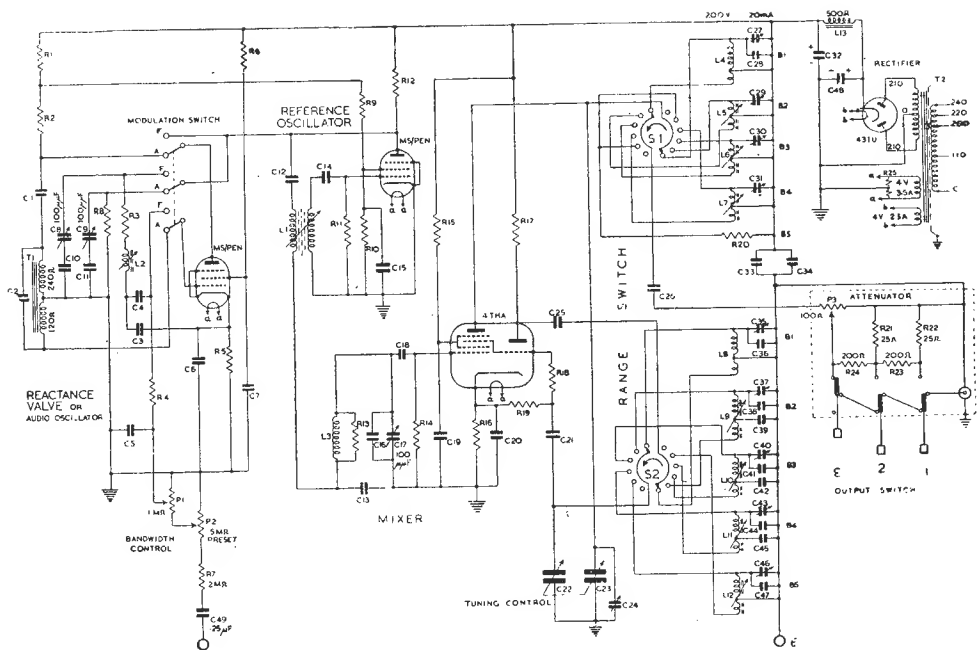 200V 20mA
500Ω
L13
R1
R6
R12
C27
B1
C28
L4
C32
C48
RECTIFIER
210
T2
431U
210
240
220
200
110
C
R2
MODULATION SWITCH
REFERENCE
OSCILLATOR
R9
MS/PEN
C29
B2
L5
C30
B3
L6
S1
C31
B4
L7
B5
R20
C33
C34
R25
4V
3.5A
4V 2.5A
a
a
b
b
F
A
F
A
F
A
C1
100μμF
C8
100μμF
C9
R8
R3
C12
C14
L1
R11
R10
C15
R15
R17
T1
C2
240Ω
120Ω
C10
C11
L2
C4
C3
MS/PEN
C6
R5
C7
REACTANCE
VALVE OR
AUDIO OSCILLATOR
R4
C5
4THA
C25
C18
R18
R19
L3
R13
C16
C17
100
μμF
R14
C19
R16
C20
C21
C13
MIXER
RANGE SWITCH
C26
C35
B1
C36
L8
C37
B2
C38
C39
L9
C40
B3
C41
C42
L10
S2
C43
B4
C44
C45
L11
C46
B5
C47
L12
P3
100Ω
ATTENUATOR
R21
25Ω
R22
25Ω
200Ω
R24
200Ω
R23
3
2
1
OUTPUT SWITCH
P1
1MΩ
P2
.5MΩ
PRESET
BANDWIDTH
CONTROL
R7
2MΩ
C49
.25μF
TUNING CONTROL
C22
C23
C24
E